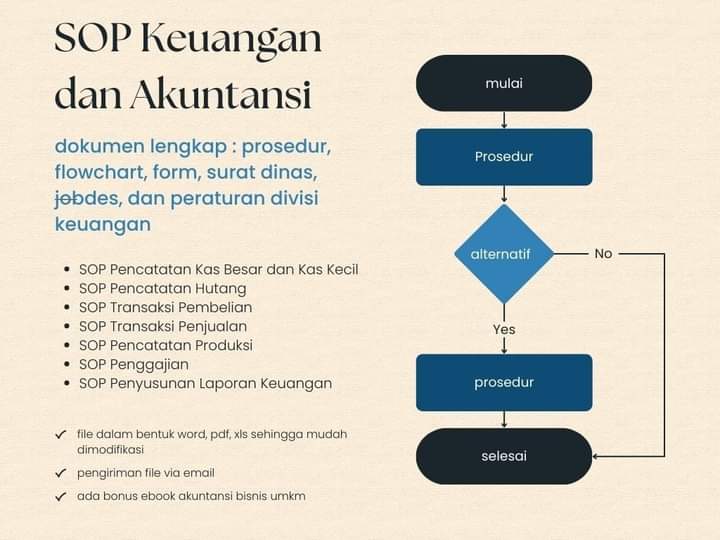 SOP Keuangan
dan Akuntansi
dokumen lengkap : prosedur,
flowchart, form, surat dinas,
jobdes, dan peraturan divisi
keuangan
• SOP Pencatatan Kas Besar dan Kas Kecil
• SOP Pencatatan Hutang
• SOP Transaksi Pembelian
• SOP Transaksi Penjualan
• SOP Pencatatan Produksi
• SOP Penggajian
• SOP Penyusunan Laporan Keuangan
✓ file dalam bentuk word, pdf, xls sehingga mudah
dimodifikasi
✓ pengiriman file via email
✓ ada bonus ebook akuntansi bisnis umkm
mulai
Prosedur
alternatif
No
Yes
prosedur
selesai